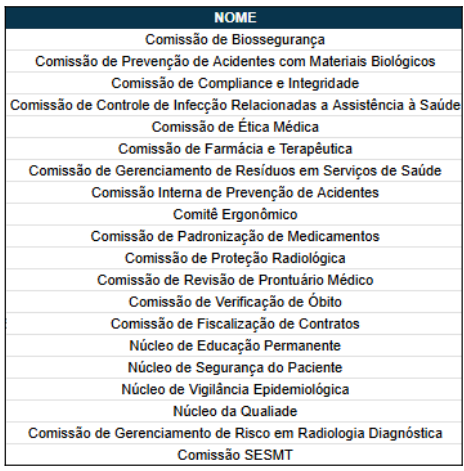 NOME
Comissão de Biossegurança
Comissão de Prevenção de Acidentes com Materiais Biológicos
Comissão de Compliance e Integridade
Comissão de Controle de Infecção Relacionadas a Assistência à Saúde
Comissão de Ética Médica
Comissão de Farmácia e Terapêutica
Comissão de Gerenciamento de Resíduos em Serviços de Saúde
Comissão Interna de Prevenção de Acidentes
Comitê Ergonômico
Comissão de Padronização de Medicamentos
Comissão de Proteção Radiológica
Comissão de Revisão de Prontuário Médico
Comissão de Verificação de Óbito
Comissão de Fiscalização de Contratos
Núcleo de Educação Permanente
Núcleo de Segurança do Paciente
Núcleo de Vigilância Epidemiológica
Núcleo da Qualiade
Comissão de Gerenciamento de Risco em Radiologia Diagnóstica
Comissão SESMT